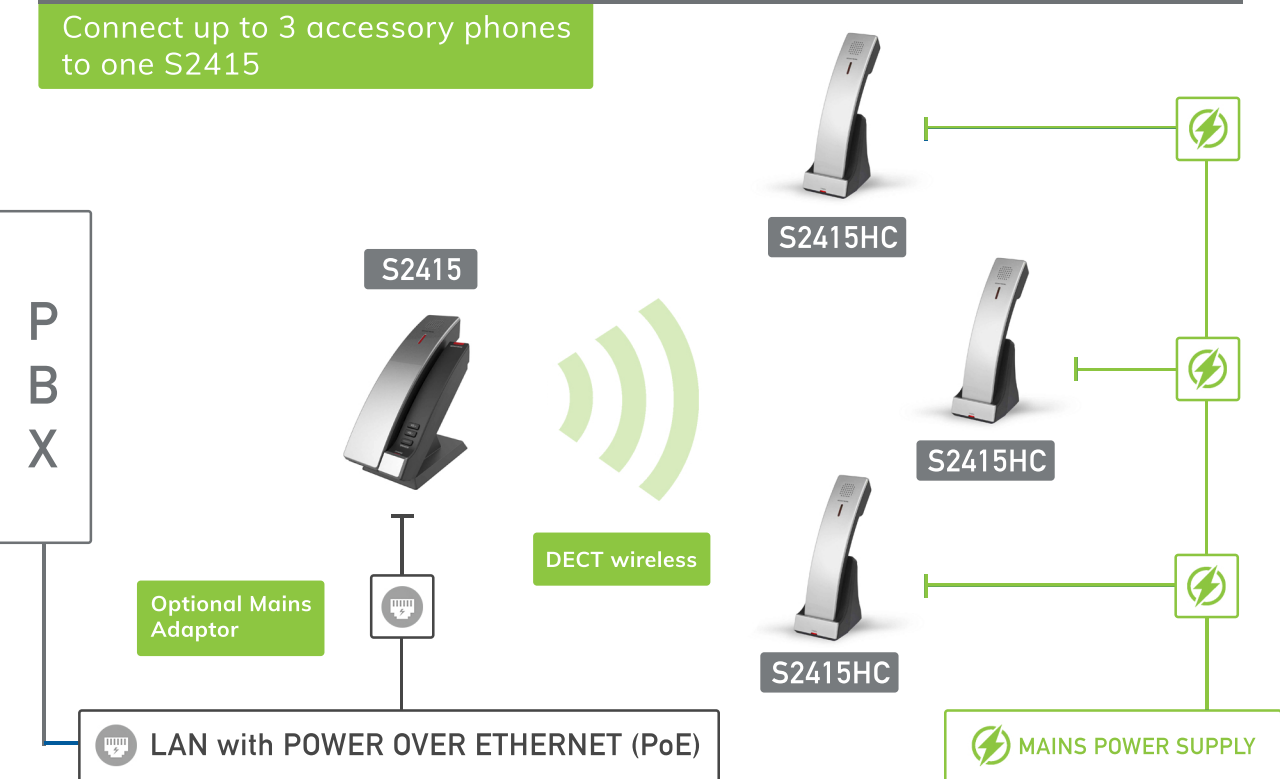 Connect up to 3 accessory phones
to one S2415
S2415HC
S2415
P
B
X
S2415HC
DECT wireless
Optional Mains
Adaptor
S2415HC
LAN with POWER OVER ETHERNET (PoE)
MAINS POWER SUPPLY